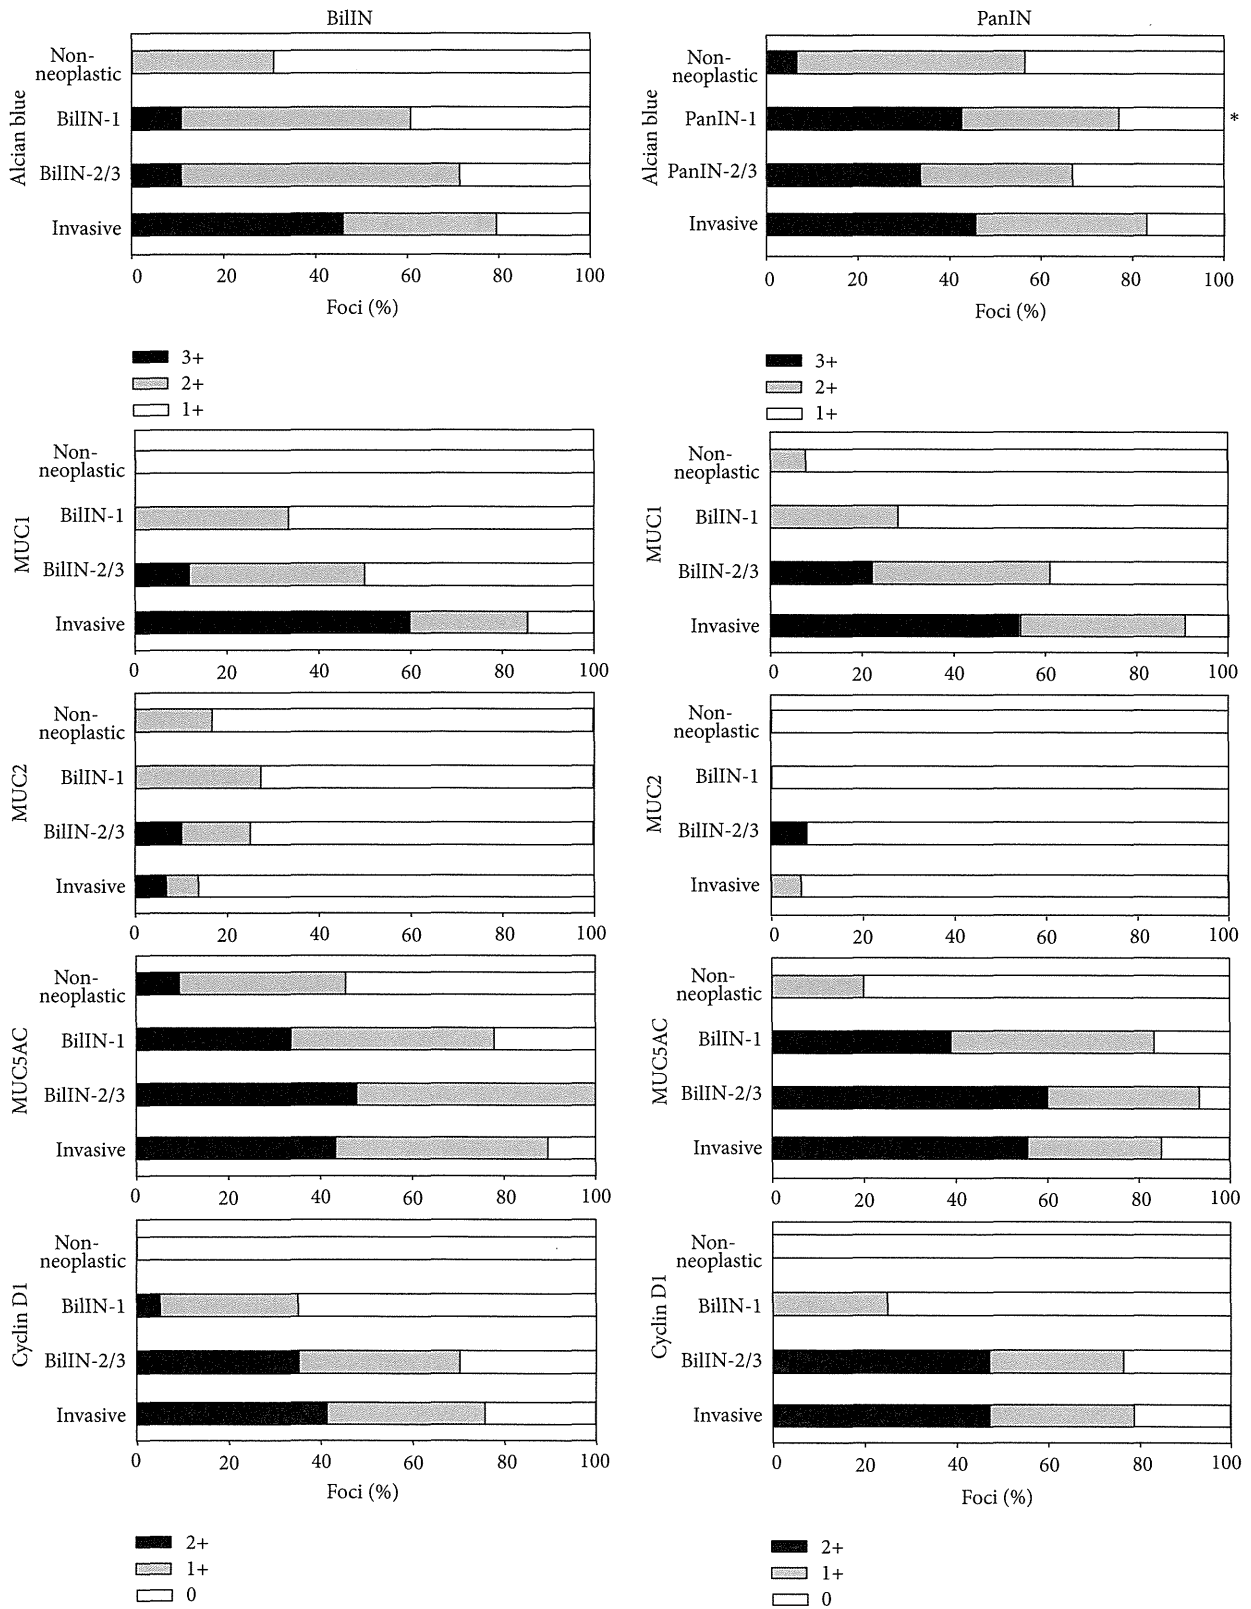 BilIN
Alcian blue
Non-
neoplastic
BilIN-1
BilIN-2/3
Invasive
0 20 40 60 80 100
Foci (%)
3+
2+
1+
MUC1
Non-
neoplastic
BilIN-1
BilIN-2/3
Invasive
0 20 40 60 80 100
MUC2
Non-
neoplastic
BilIN-1
BilIN-2/3
Invasive
0 20 40 60 80 100
MUC5AC
Non-
neoplastic
BilIN-1
BilIN-2/3
Invasive
0 20 40 60 80 100
Cyclin D1
Non-
neoplastic
BilIN-1
BilIN-2/3
Invasive
0 20 40 60 80 100
Foci (%)
2+
1+
0
PanIN
Alcian blue
Non-
neoplastic
PanIN-1 *
PanIN-2/3
Invasive
0 20 40 60 80 100
Foci (%)
3+
2+
1+
MUC1
Non-
neoplastic
BilIN-1
BilIN-2/3
Invasive
0 20 40 60 80 100
MUC2
Non-
neoplastic
BilIN-1
BilIN-2/3
Invasive
0 20 40 60 80 100
MUC5AC
Non-
neoplastic
BilIN-1
BilIN-2/3
Invasive
0 20 40 60 80 100
Cyclin D1
Non-
neoplastic
BilIN-1
BilIN-2/3
Invasive
0 20 40 60 80 100
Foci (%)
2+
1+
0